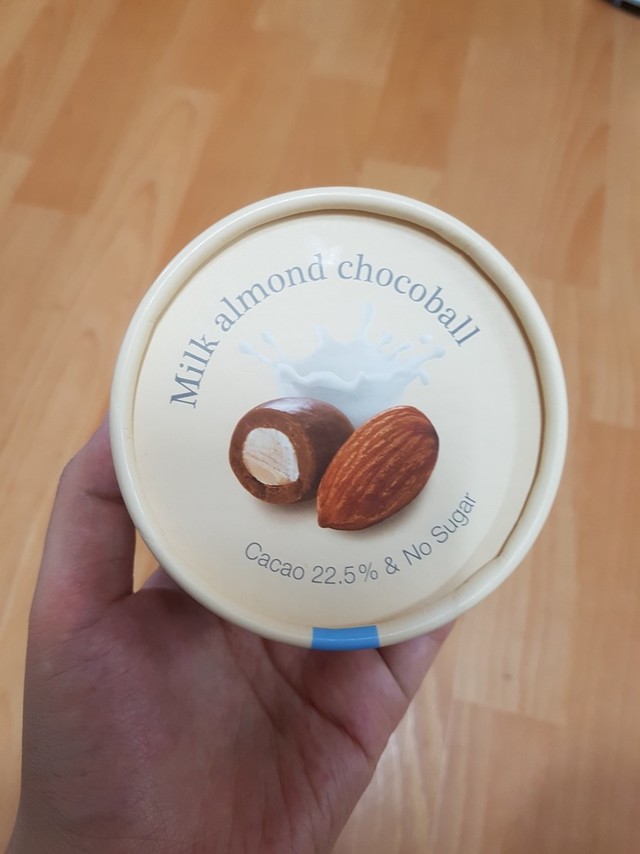 Milk almond chocoball
Cacao 22.5% & No Sugar